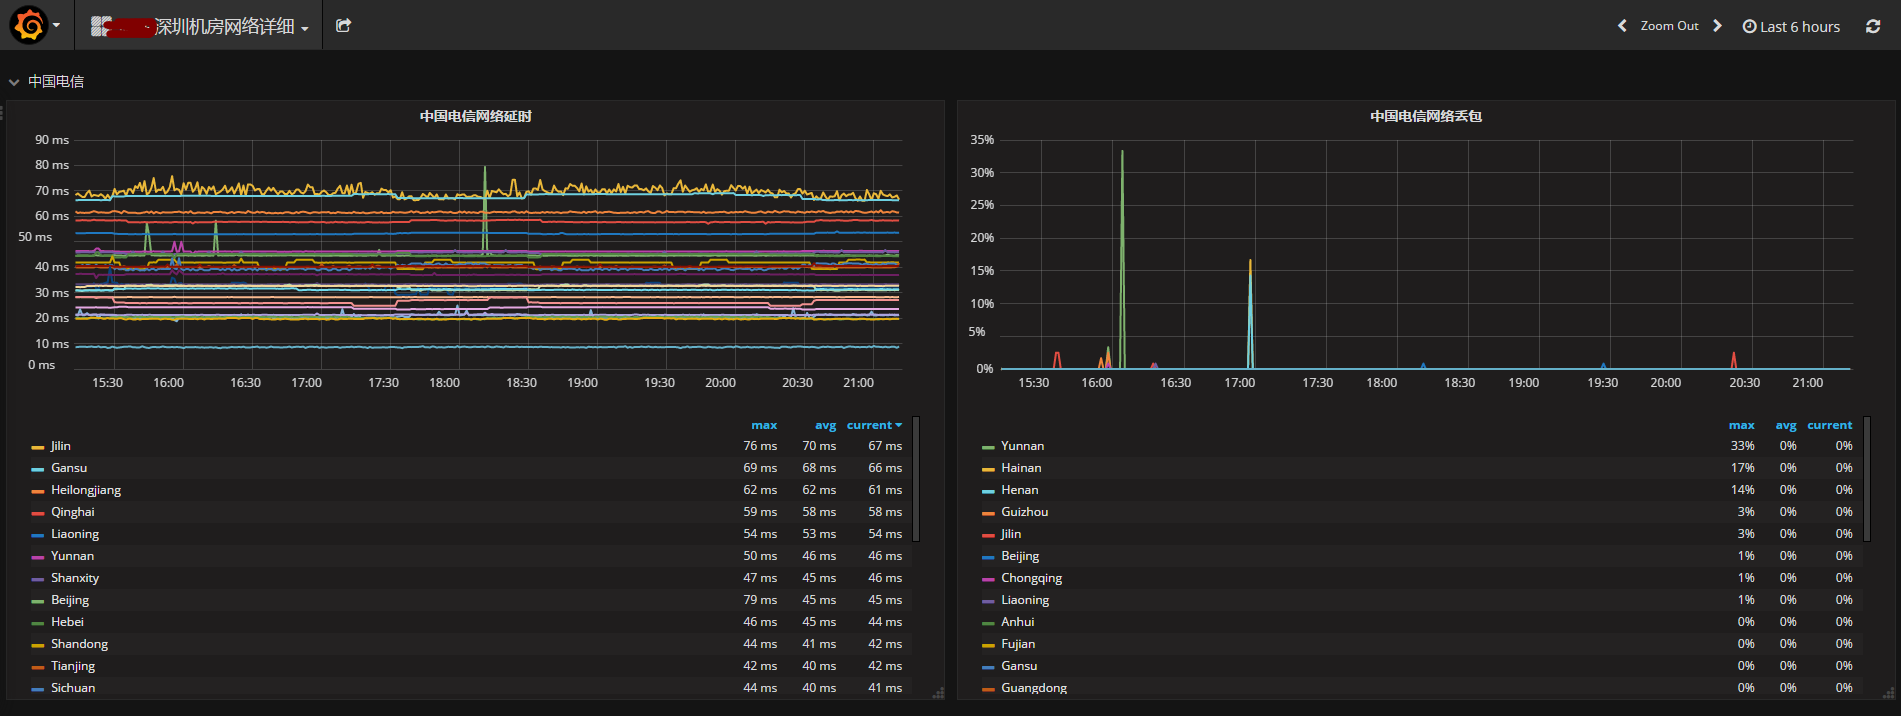 深圳机房网络详细
Zoom Out
Last 6 hours
中国电信
中国电信网络延时
90 ms
80 ms
70 ms
60 ms
50 ms
40 ms
30 ms
20 ms
10 ms
0 ms
15:30 16:00 16:30 17:00 17:30 18:00 18:30 19:00 19:30 20:00 20:30 21:00
max avg current
Jilin 76 ms 70 ms 67 ms
Gansu 69 ms 68 ms 66 ms
Heilongjiang 62 ms 62 ms 61 ms
Qinghai 59 ms 58 ms 58 ms
Liaoning 54 ms 53 ms 54 ms
Yunnan 50 ms 46 ms 46 ms
Shanxity 47 ms 45 ms 46 ms
Beijing 79 ms 45 ms 45 ms
Hebei 46 ms 45 ms 44 ms
Shandong 44 ms 41 ms 42 ms
Tianjing 42 ms 40 ms 42 ms
Sichuan 44 ms 40 ms 41 ms
中国电信网络丢包
35%
30%
25%
20%
15%
10%
5%
0%
15:30 16:00 16:30 17:00 17:30 18:00 18:30 19:00 19:30 20:00 20:30 21:00
max avg current
Yunnan 33% 0% 0%
Hainan 17% 0% 0%
Henan 14% 0% 0%
Guizhou 3% 0% 0%
Jilin 3% 0% 0%
Beijing 1% 0% 0%
Chongqing 1% 0% 0%
Liaoning 1% 0% 0%
Anhui 0% 0% 0%
Fujian 0% 0% 0%
Gansu 0% 0% 0%
Guangdong 0% 0% 0%